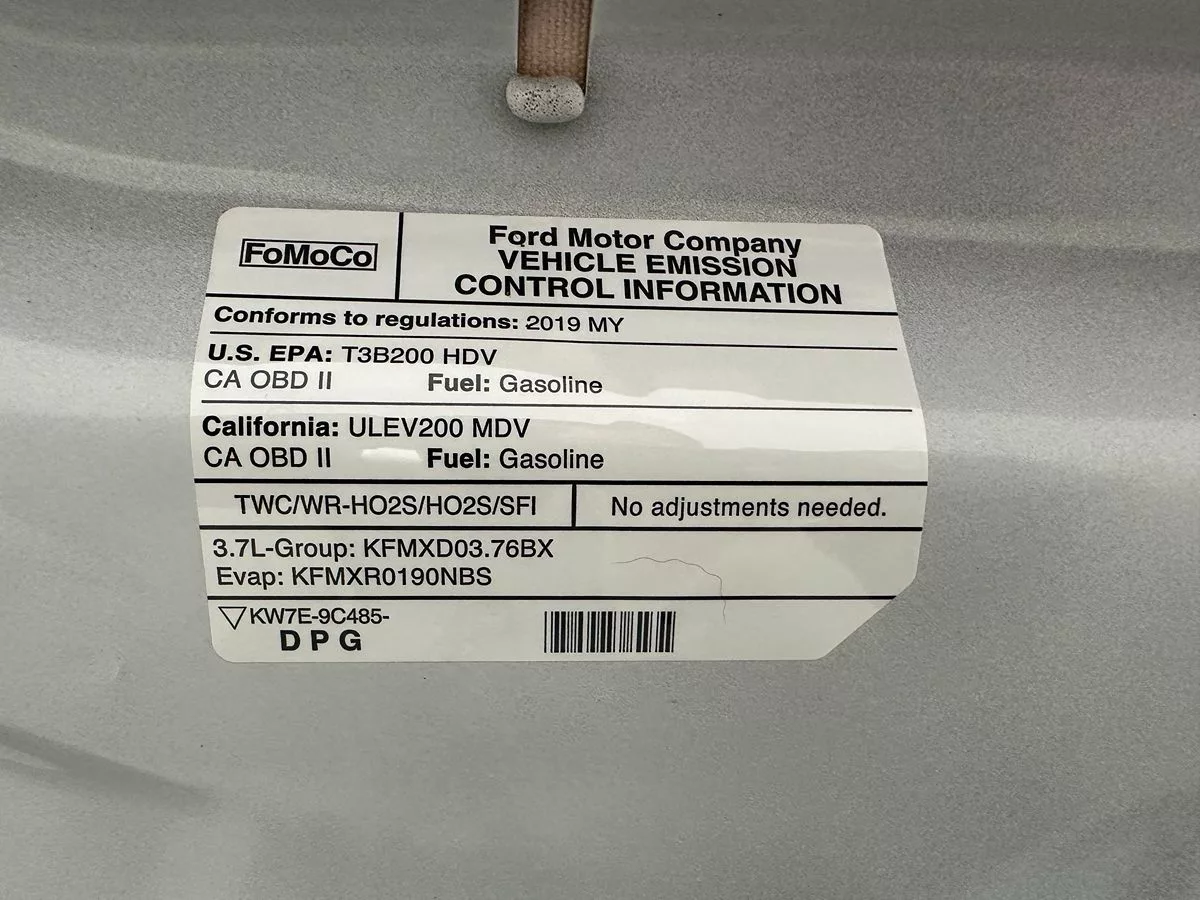 FoMoCo
Ford Motor Company
VEHICLE EMISSION
CONTROL INFORMATION
Conforms to regulations: 2019 MY
U.S. EPA: T3B200 HDV
CA OBD II Fuel: Gasoline
California: ULEV200 MDV
CA OBD II Fuel: Gasoline
TWC/WR-HO2S/HO2S/SFI
No adjustments needed.
3.7L-Group: KFMXD03.76BX
Evap: KFMXR0190NBS
KW7E-9C485-
D P G